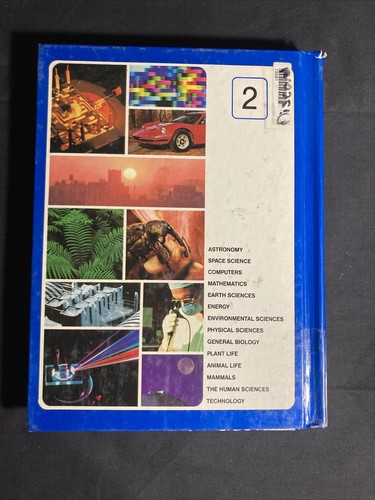 2
ASTRONOMY
SPACE SCIENCE
COMPUTERS
MATHEMATICS
EARTH SCIENCES
ENERGY
ENVIRONMENTAL SCIENCES
PHYSICAL SCIENCES
GENERAL BIOLOGY
PLANT LIFE
ANIMAL LIFE
MAMMALS
THE HUMAN SCIENCES
TECHNOLOGY